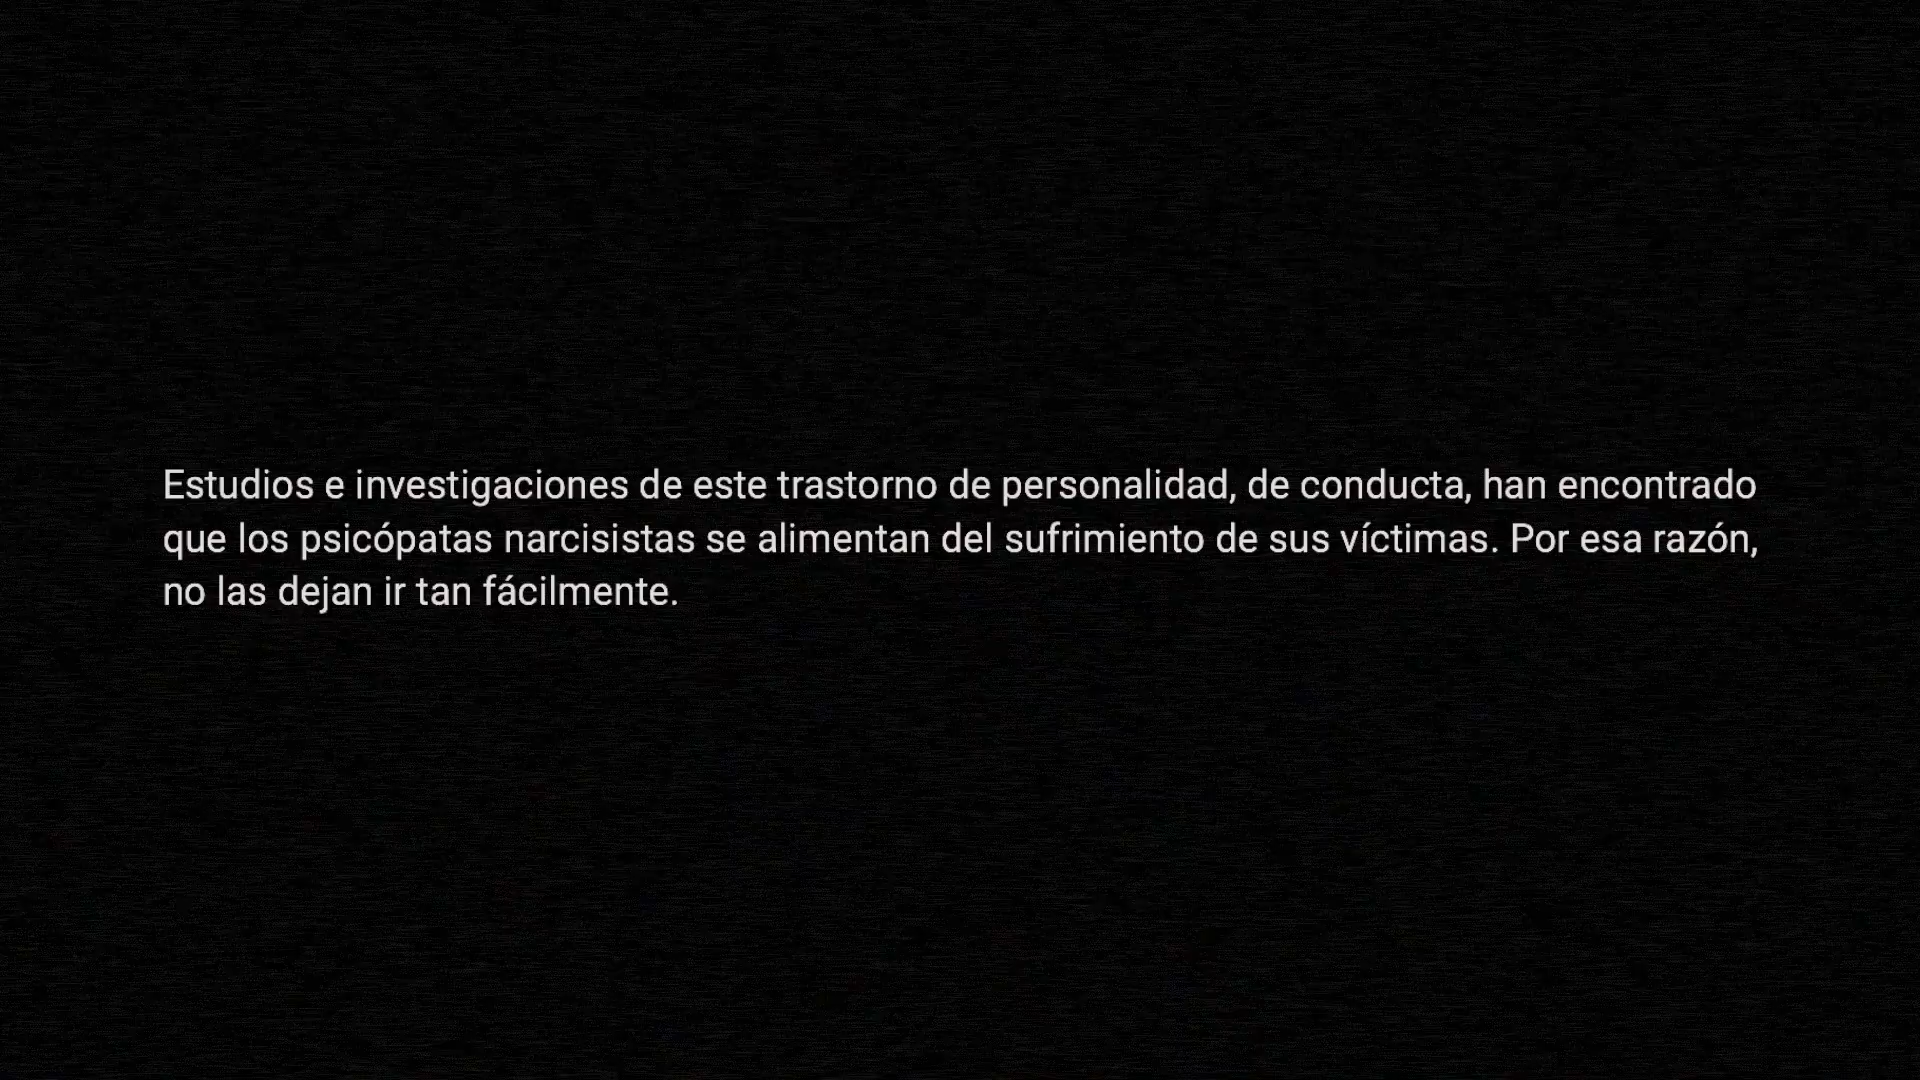 Estudios e investigaciones de este trastorno de personalidad, de conducta, han encontrado
que los psicópatas narcisistas se alimentan del sufrimiento de sus víctimas. Por esa razón,
no las dejan ir tan fácilmente.